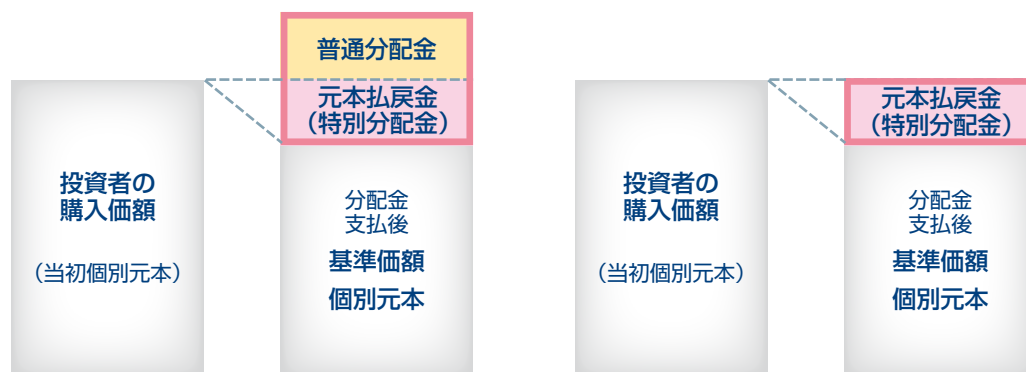 普通分配金
元本払戻金
（特別分配金）
投資者の
購入価額
（当初個別元本）
分配金
支払後
基準価額
個別元本
元本払戻金
（特別分配金）
投資者の
購入価額
（当初個別元本）
分配金
支払後
基準価額
個別元本